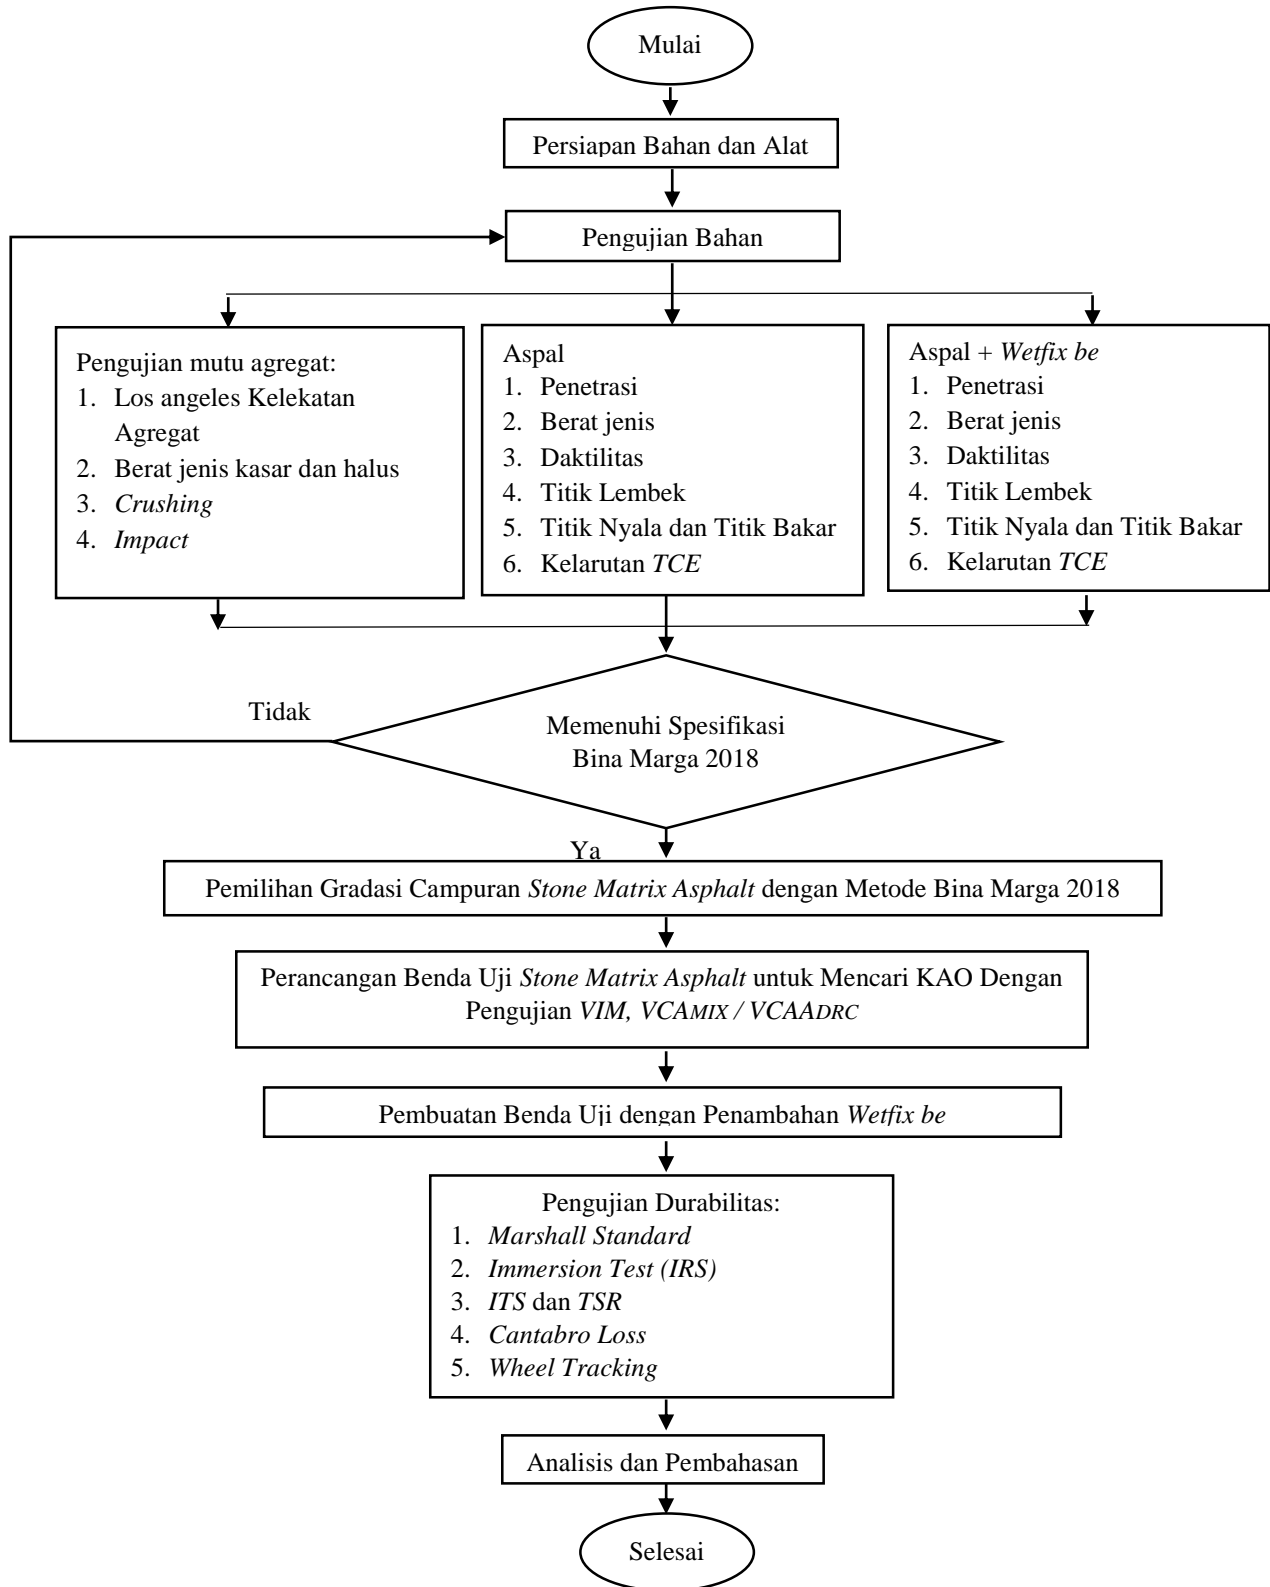 Mulai
Persiapan Bahan dan Alat
Pengujian Bahan
Pengujian mutu agregat:
1. Los angeles Kelekatan
Agregat
2. Berat jenis kasar dan halus
3. Crushing
4. Impact
Aspal
1. Penetrasi
2. Berat jenis
3. Daktilitas
4. Titik Lembek
5. Titik Nyala dan Titik Bakar
6. Kelarutan TCE
Aspal + Wetfix be
1. Penetrasi
2. Berat jenis
3. Daktilitas
4. Titik Lembek
5. Titik Nyala dan Titik Bakar
6. Kelarutan TCE
Tidak
Memenuhi Spesifikasi
Bina Marga 2018
Ya
Pemilihan Gradasi Campuran Stone Matrix Asphalt dengan Metode Bina Marga 2018
Perancangan Benda Uji Stone Matrix Asphalt untuk Mencari KAO Dengan
Pengujian VIM, VCAMIX / VCAADRC
Pembuatan Benda Uji dengan Penambahan Wetfix be
Pengujian Durabilitas:
1. Marshall Standard
2. Immersion Test (IRS)
3. ITS dan TSR
4. Cantabro Loss
5. Wheel Tracking
Analisis dan Pembahasan
Selesai